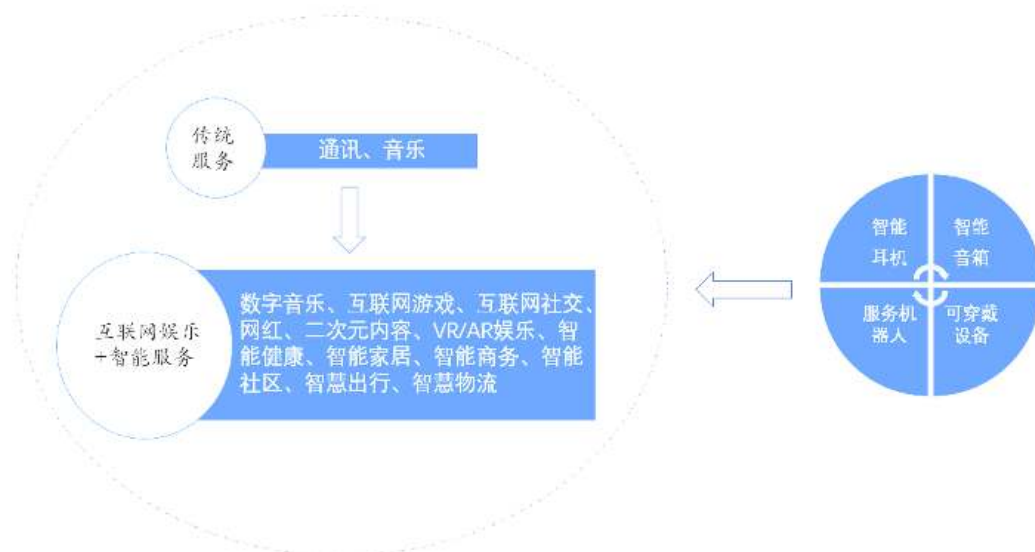 传统
服务
通讯、音乐
互联网娱乐
+智能服务
数字音乐、互联网游戏、互联网社交、
网红、二次元内容、VR/AR娱乐、智
能健康、智能家居、智能商务、智能
社区、智慧出行、智慧物流
智能
耳机
智能
音箱
服务机
器人
可穿戴
设备